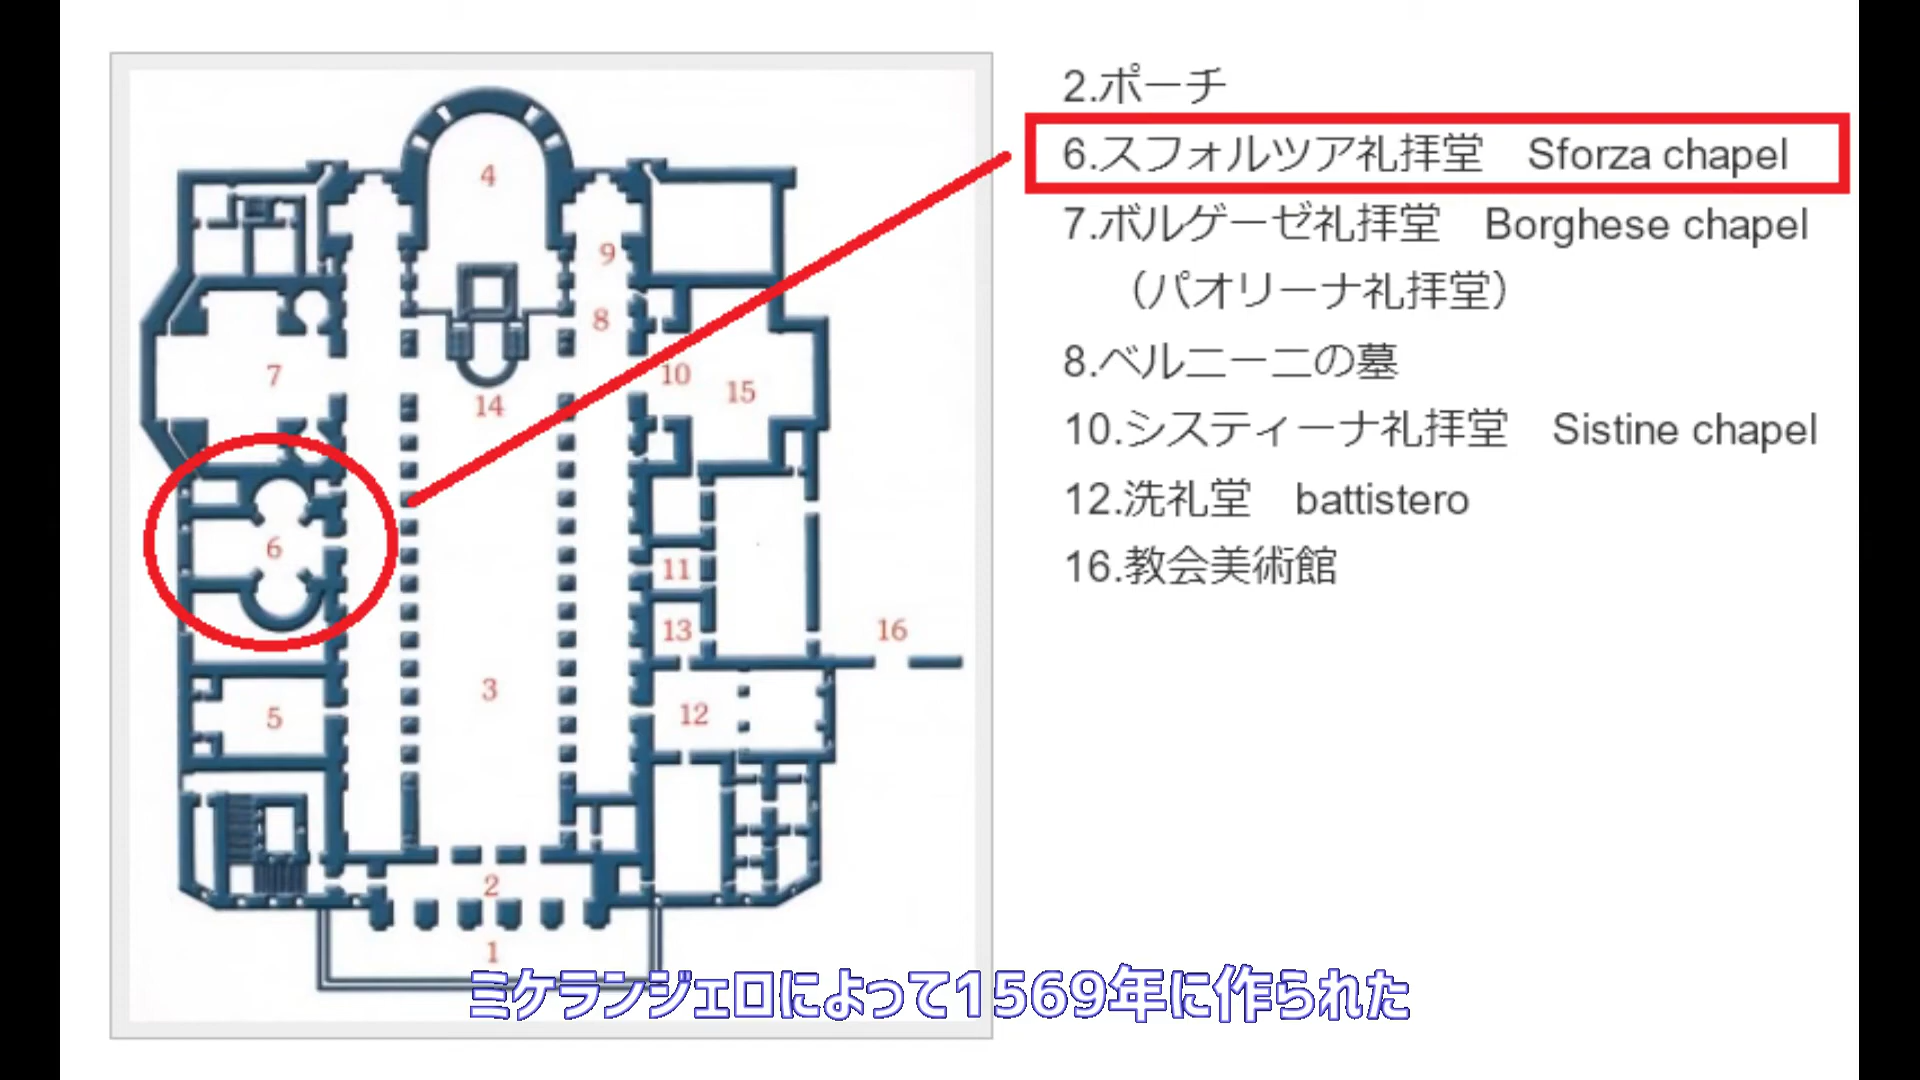 4
9
8
7
10
15
14
6
11
13
16
3
5
12
2
1
2.ポーチ
6.スフォルツア礼拝堂　Sforza chapel
7.ボルゲーゼ礼拝堂　Borghese chapel
（パオリーナ礼拝堂）
8.ベルニーニの墓
10.システィーナ礼拝堂　Sistine chapel
12.洗礼堂　battistero
16.教会美術館
ミケランジェロによって1569年に作られた